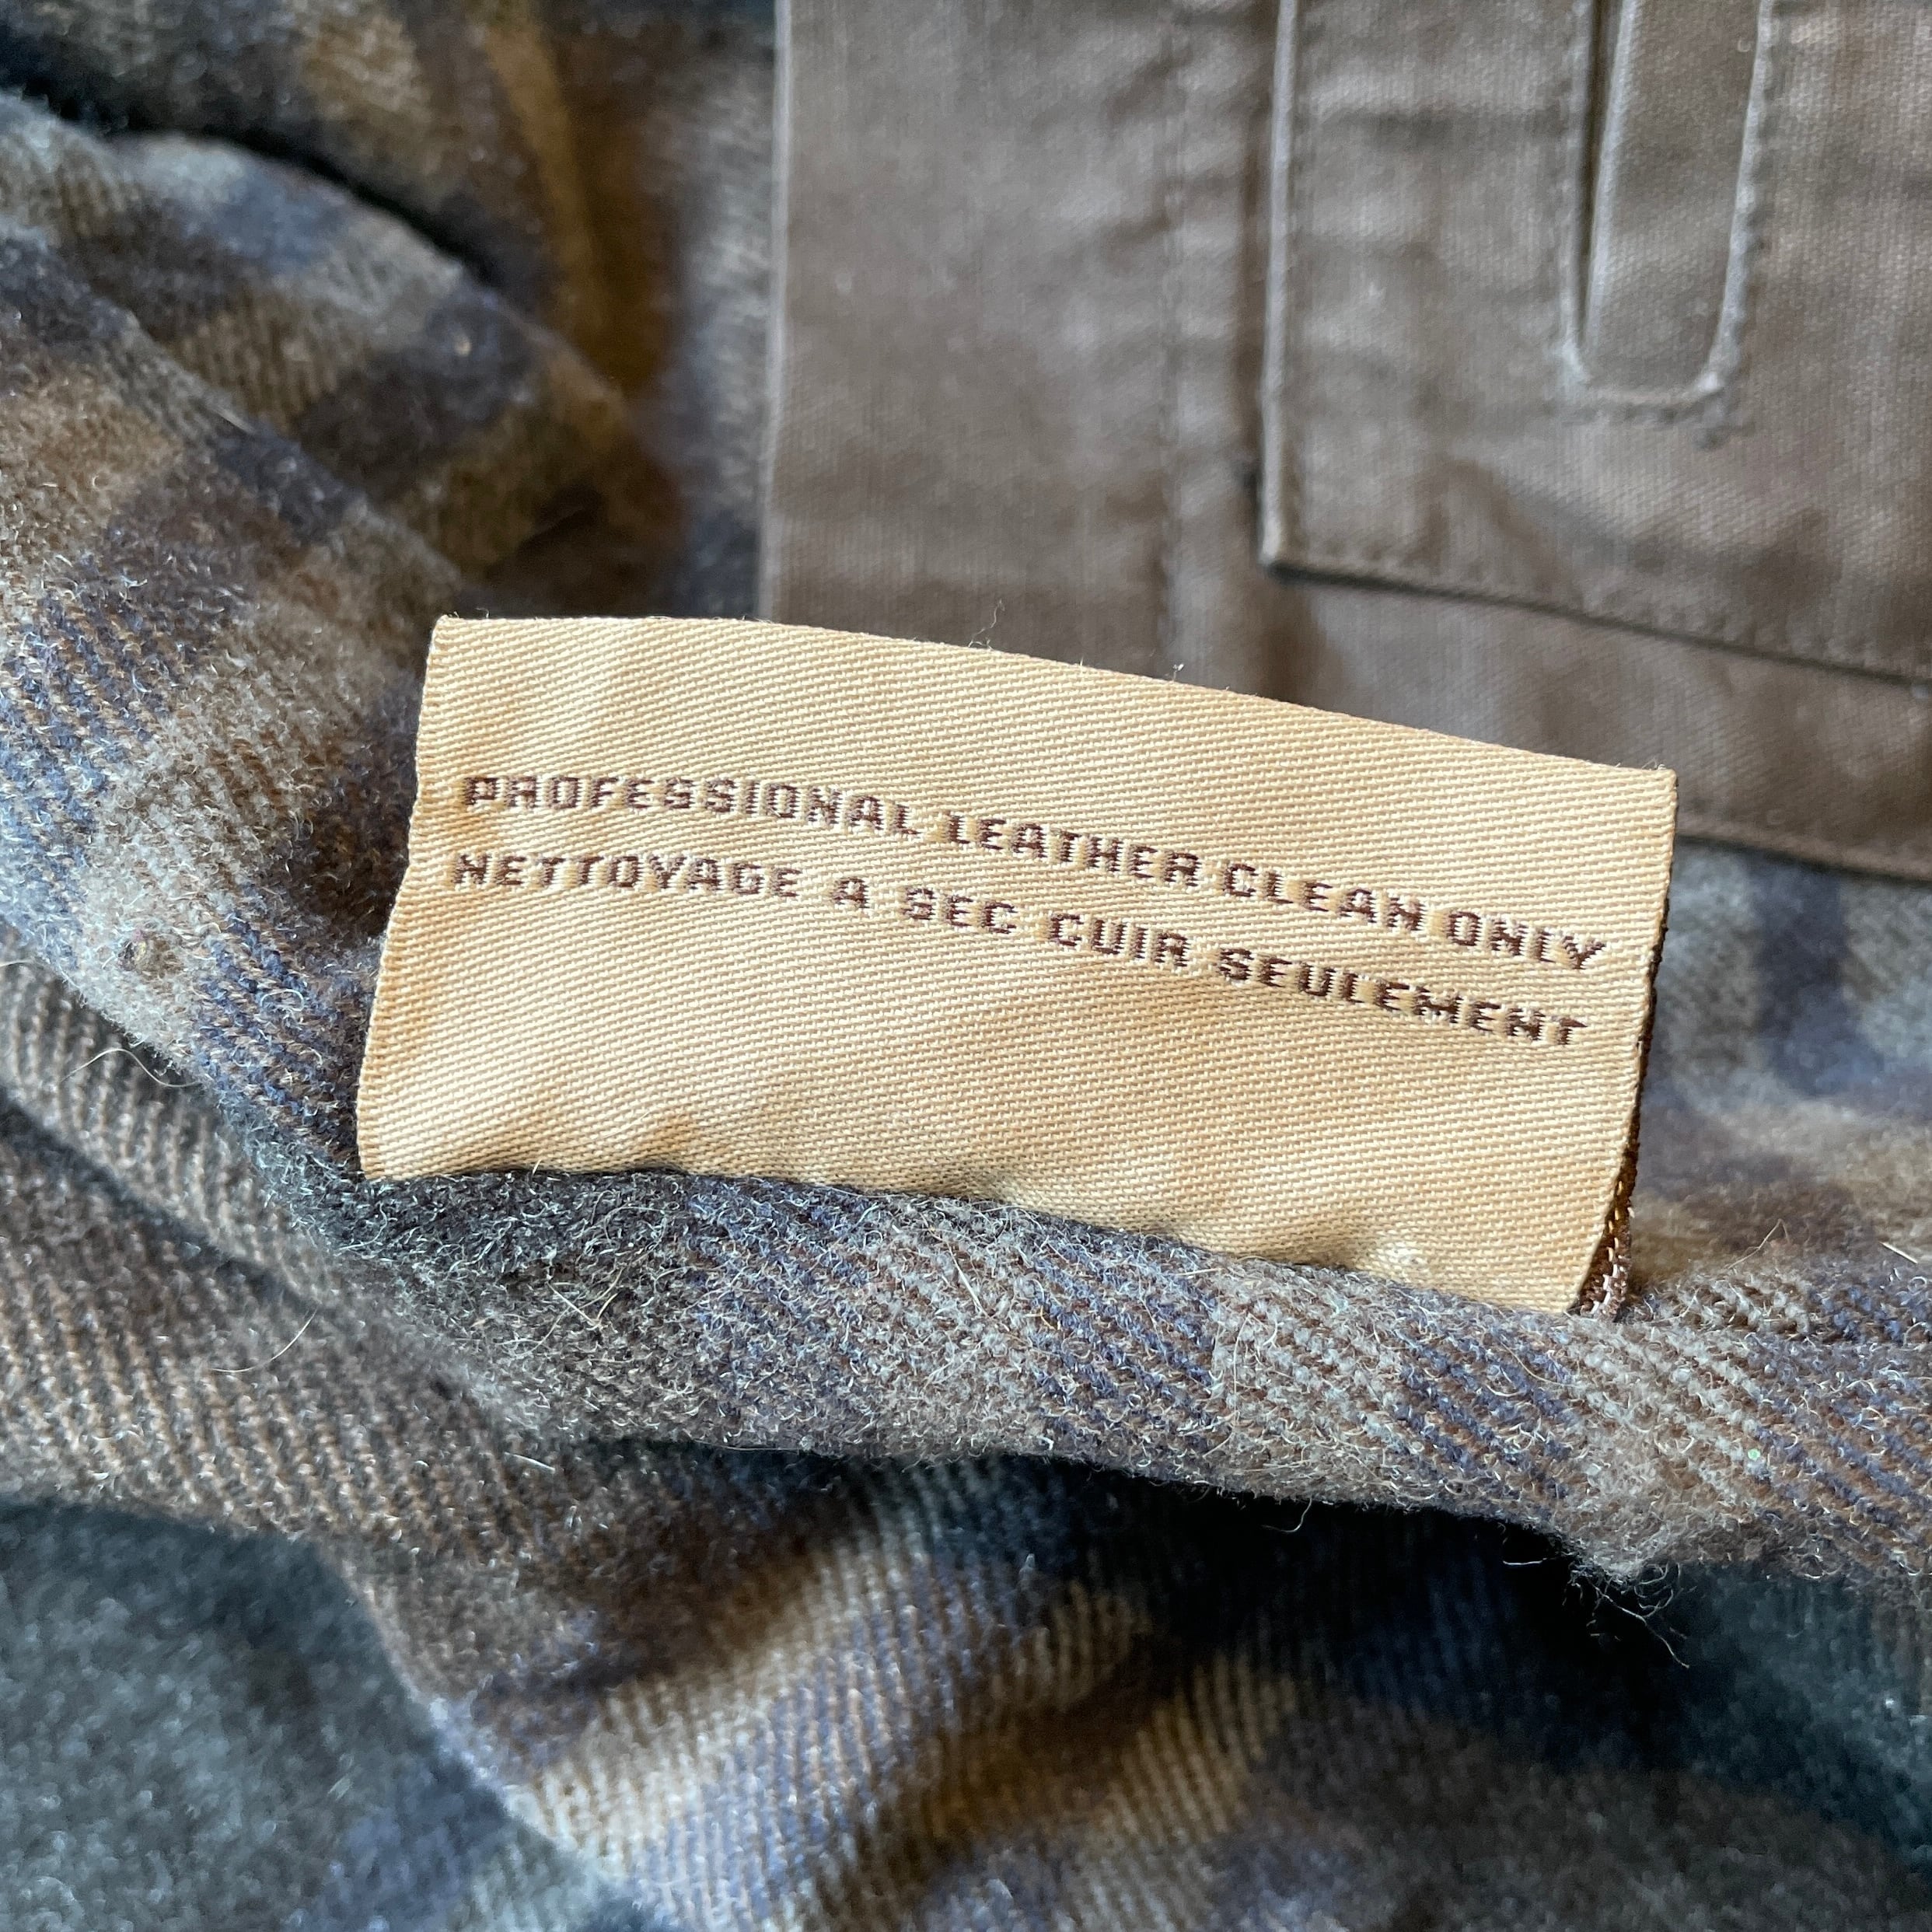 PROFESSIONAL LEATHER CLEAN ONLY
NETTOYAGE A SEC CUIR SEULEMENT